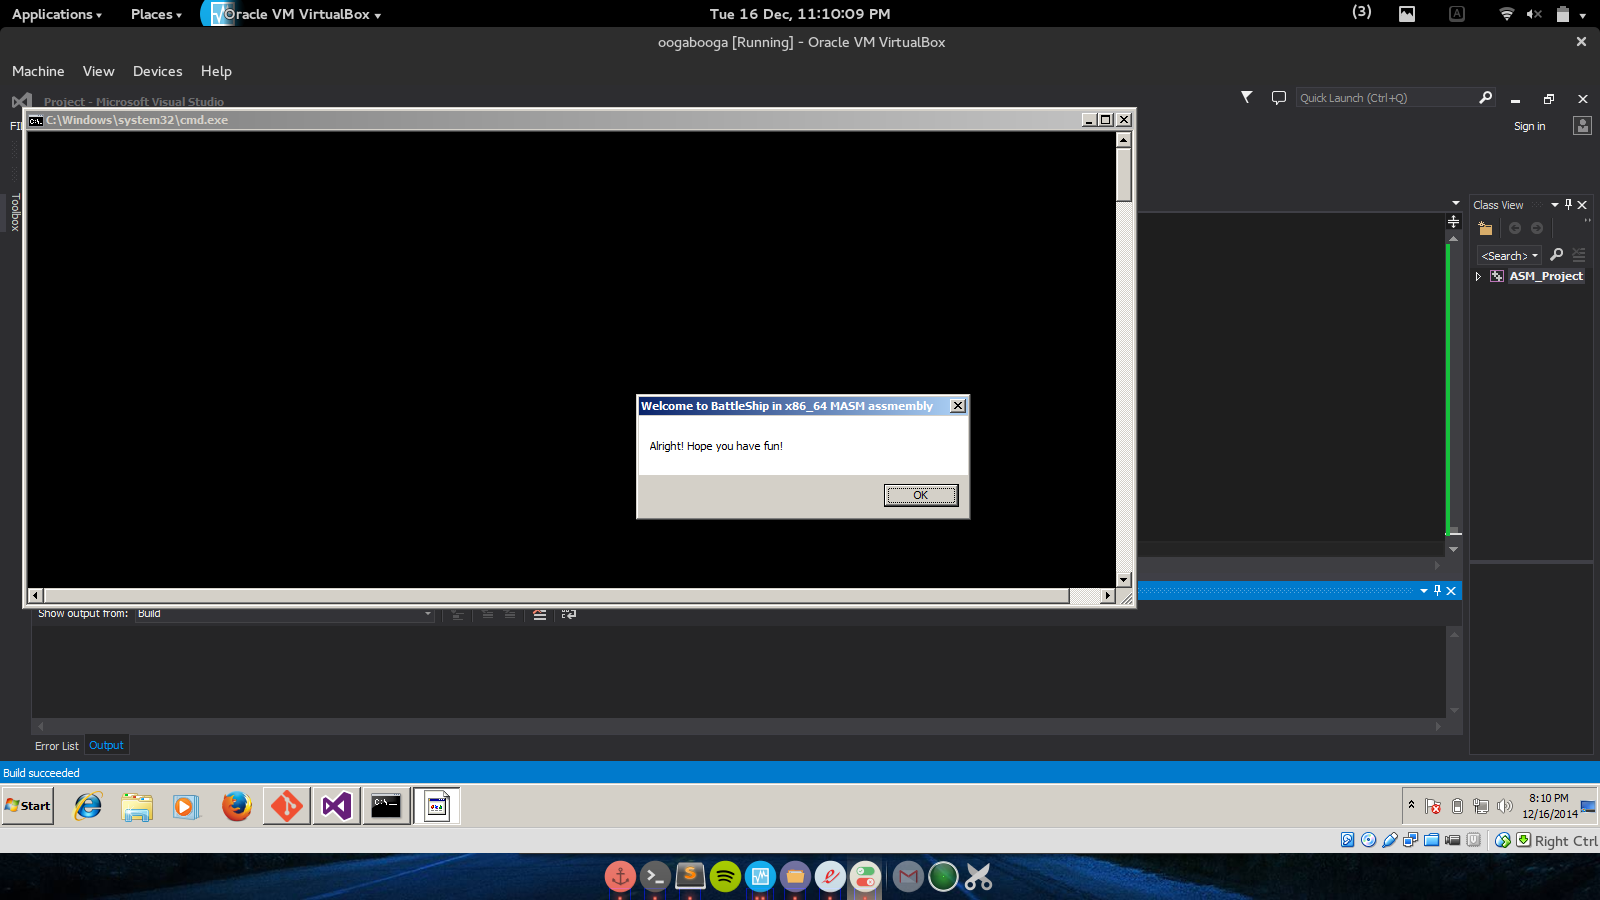 Applications
Places
Oracle VM VirtualBox
Tue 16 Dec, 11:10:09 PM
(3)
A
oogabooga [Running] - Oracle VM VirtualBox
Machine
View
Devices
Help
Project - Microsoft Visual Studio
Quick Launch (Ctrl+Q)
C:\Windows\system32\cmd.exe
Sign in
Toolbox
Class View
<Search>
ASM_Project
Welcome to BattleShip in x86_64 MASM assmembly
Alright! Hope you have fun!
OK
Show output from:
Build
Error List
Output
Build succeeded
Start
8:10 PM
12/16/2014
Right Ctrl